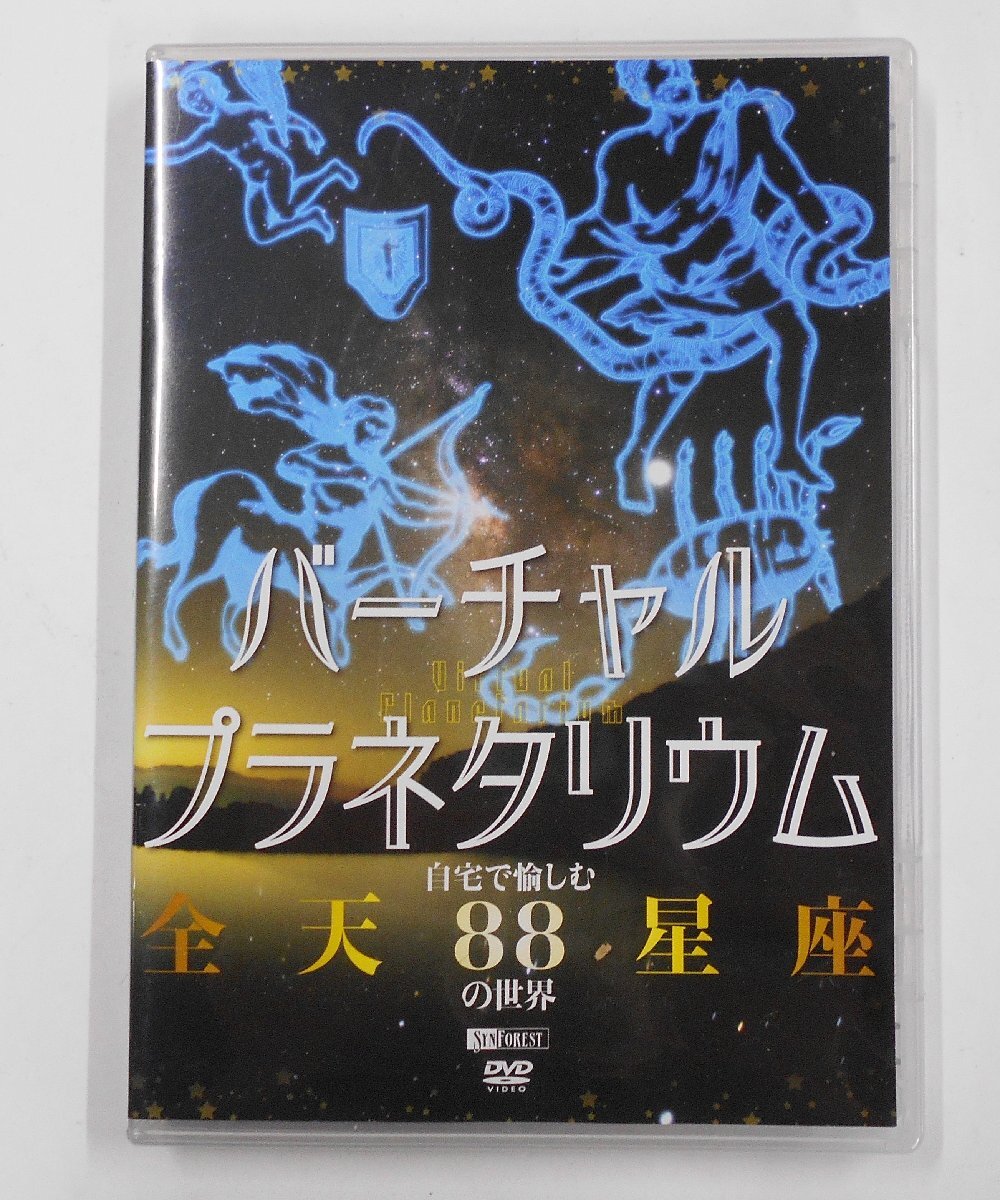 バーチャル
Virtual
Planetarium
プラネタリウム
自宅で愉しむ
全天88星座
の世界
SYNFOREST
DVD
VIDEO